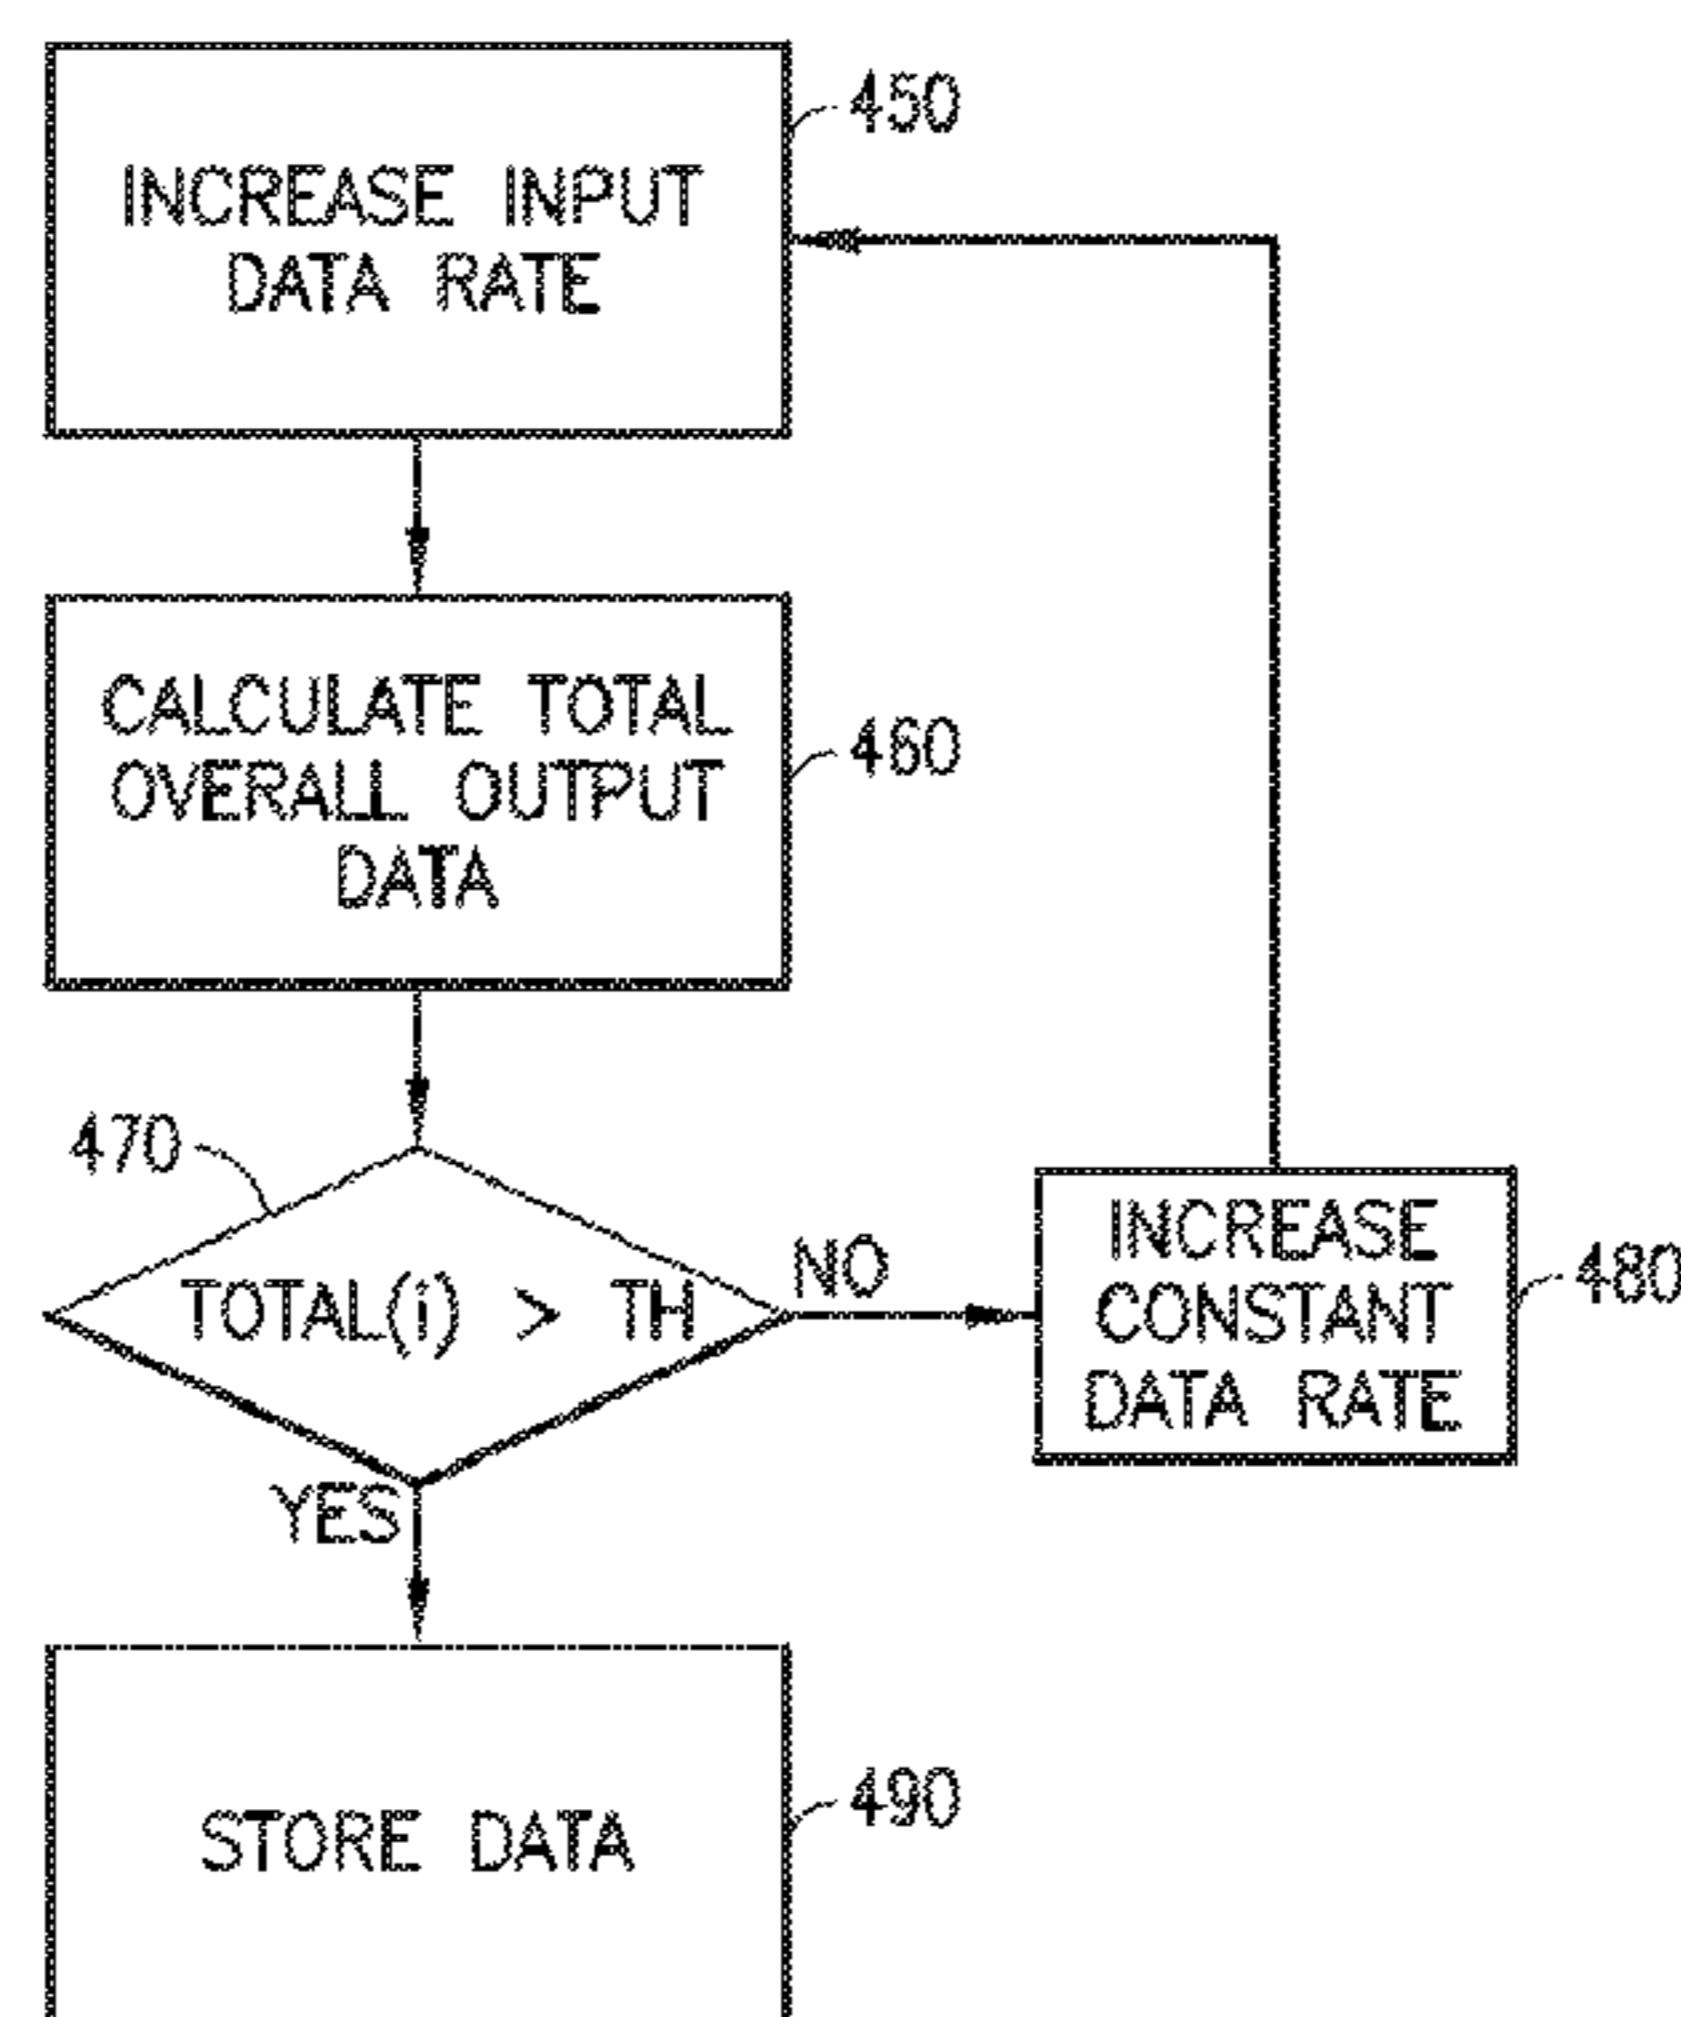 450
INCREASE INPUT
DATA RATE
CALCULATE TOTAL
OVERALL OUTPUT
DATA
460
470
TOTAL(i) > TH
NO
INCREASE
CONSTANT
DATA RATE
480
YES
STORE DATA
490